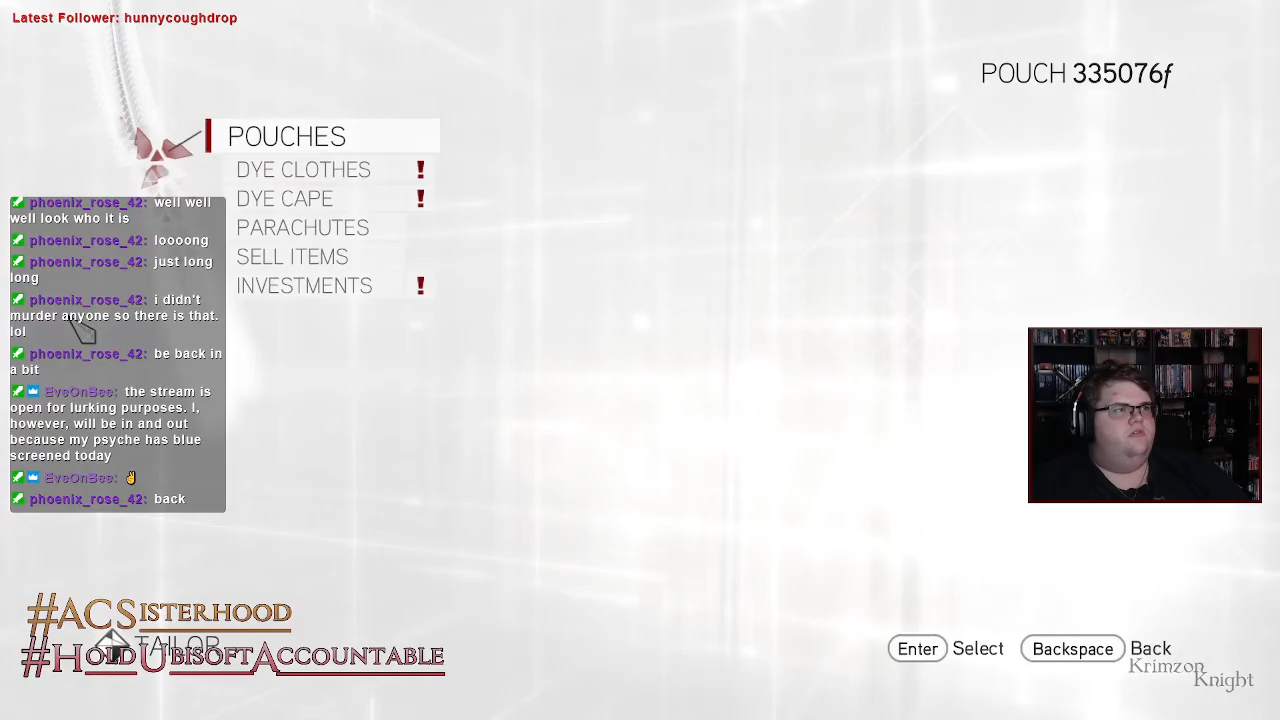 Latest Follower: hunnycoughdrop
POUCH 335076ƒ
POUCHES
DYE CLOTHES !
DYE CAPE !
PARACHUTES
SELL ITEMS
INVESTMENTS !
phoenix_rose_42: well well
well look who it is
phoenix_rose_42: loooong
phoenix_rose_42: just long
long
phoenix_rose_42: i didn't
murder anyone so there is that.
lol
phoenix_rose_42: be back in
a bit
EveOnBee: the stream is
open for lurking purposes. I,
however, will be in and out
because my psyche has blue
screened today
EveOnBee: ✌
phoenix_rose_42: back
#ACSISTERHOOD
TAILOR
#HOLDUBISOFTACCOUNTABLE
Enter Select Backspace Back
Krimzon
Knight